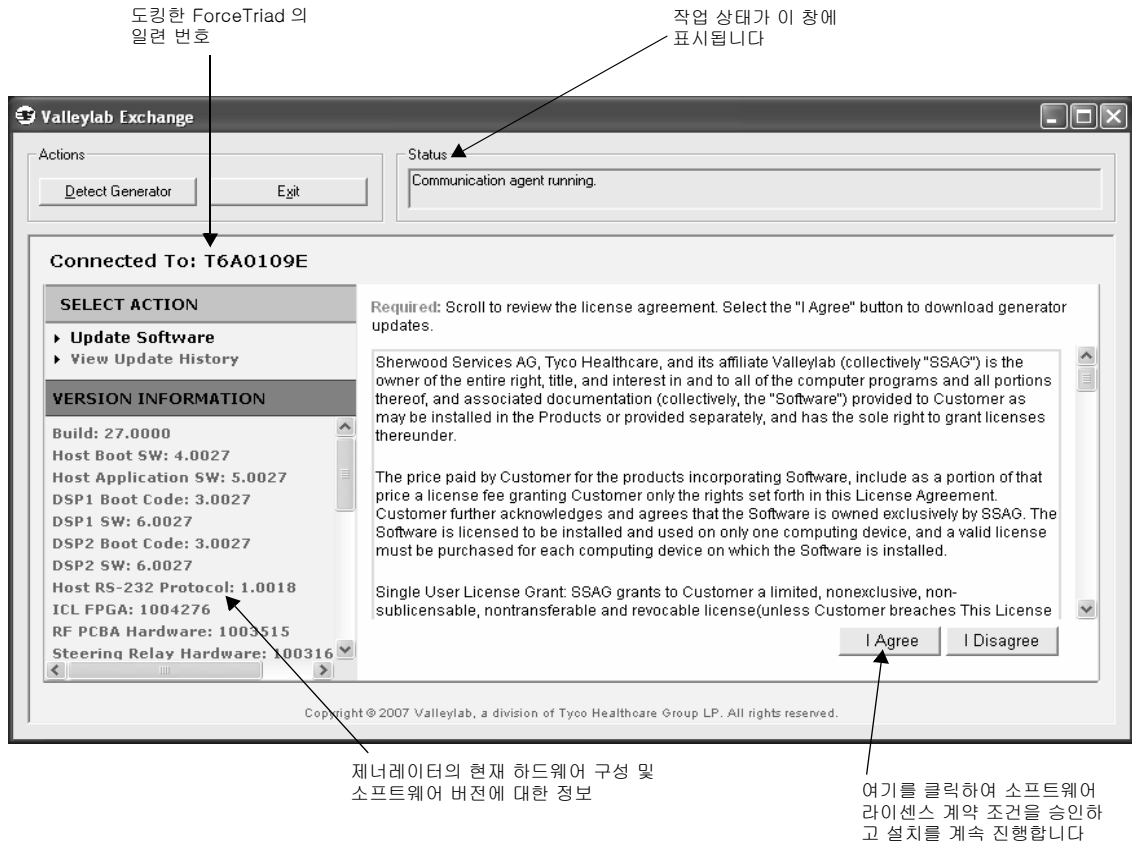 도킹한 ForceTriad 의
일련 번호
작업 상태가 이 창에
표시됩니다
Valleylab Exchange
Actions
Detect Generator
Exit
Status
Communication agent running.
Connected To: T6A0109E
SELECT ACTION
Update Software
View Update History
VERSION INFORMATION
Build: 27.0000
Host Boot SW: 4.0027
Host Application SW: 5.0027
DSP1 Boot Code: 3.0027
DSP1 SW: 6.0027
DSP2 Boot Code: 3.0027
DSP2 SW: 6.0027
Host RS-232 Protocol: 1.0018
ICL FPGA: 1004276
RF PCBA Hardware: 1003515
Steering Relay Hardware: 100316
Required: Scroll to review the license agreement. Select the "I Agree" button to download generator
updates.
Sherwood Services AG, Tyco Healthcare, and its affiliate Valleylab (collectively "SSAG") is the
owner of the entire right, title, and interest in and to all of the computer programs and all portions
thereof, and associated documentation (collectively, the "Software") provided to Customer as
may be installed in the Products or provided separately, and has the sole right to grant licenses
thereunder.
The price paid by Customer for the products incorporating Software, include as a portion of that
price a license fee granting Customer only the rights set forth in this License Agreement.
Customer further acknowledges and agrees that the Software is owned exclusively by SSAG. The
Software is licensed to be installed and used on only one computing device, and a valid license
must be purchased for each computing device on which the Software is installed.
Single User License Grant: SSAG grants to Customer a limited, nonexclusive, non-
sublicensable, nontransferable and revocable license(unless Customer breaches This License
I Agree
I Disagree
Copyright © 2007 Valleylab, a division of Tyco Healthcare Group LP. All rights reserved.
제너레이터의 현재 하드웨어 구성 및
소프트웨어 버전에 대한 정보
여기를 클릭하여 소프트웨어
라이센스 계약 조건을 승인하
고 설치를 계속 진행합니다